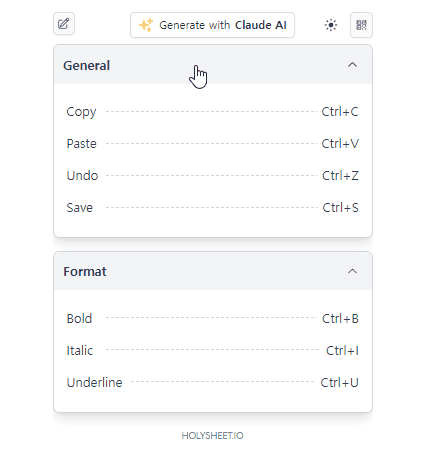 Generate with Claude AI
General
Copy Ctrl+C
Paste Ctrl+V
Undo Ctrl+Z
Save Ctrl+S
Format
Bold Ctrl+B
Italic Ctrl+I
Underline Ctrl+U
HOLYSHEET.IO